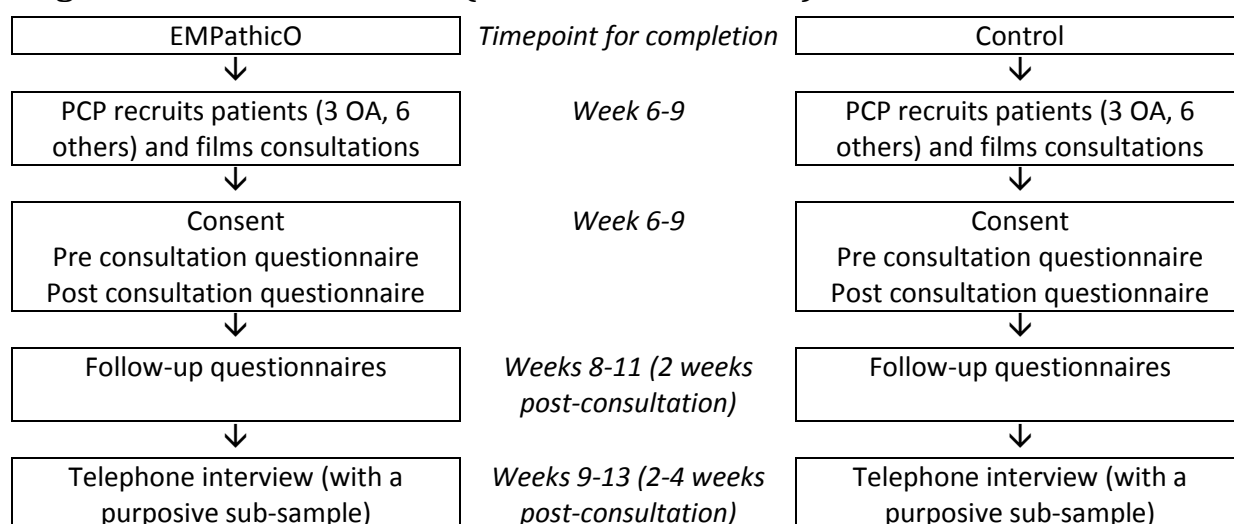 EMPathicO
Timepoint for completion
Control
PCP recruits patients (3 OA, 6
others) and films consultations
Week 6-9
PCP recruits patients (3 OA, 6
others) and films consultations
Consent
Pre consultation questionnaire
Post consultation questionnaire
Week 6-9
Consent
Pre consultation questionnaire
Post consultation questionnaire
Follow-up questionnaires
Weeks 8-11 (2 weeks
post-consultation)
Follow-up questionnaires
Telephone interview (with a
purposive sub-sample)
Weeks 9-13 (2-4 weeks
post-consultation)
Telephone interview (with a
purposive sub-sample)